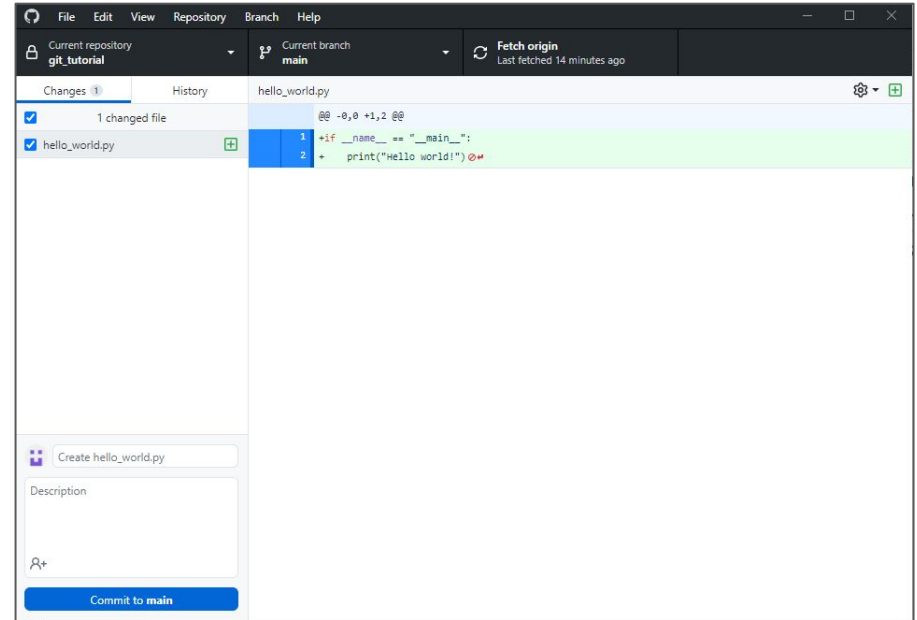 File Edit View Repository Branch Help
Current repository
git_tutorial
Current branch
main
Fetch origin
Last fetched 14 minutes ago
Changes 1 History
hello_world.py
1 changed file
hello_world.py
@@ -0,0 +1,2 @@
1 +if __name__ == "__main__":
2 +    print("Hello world!")
Create hello_world.py
Description
Commit to main